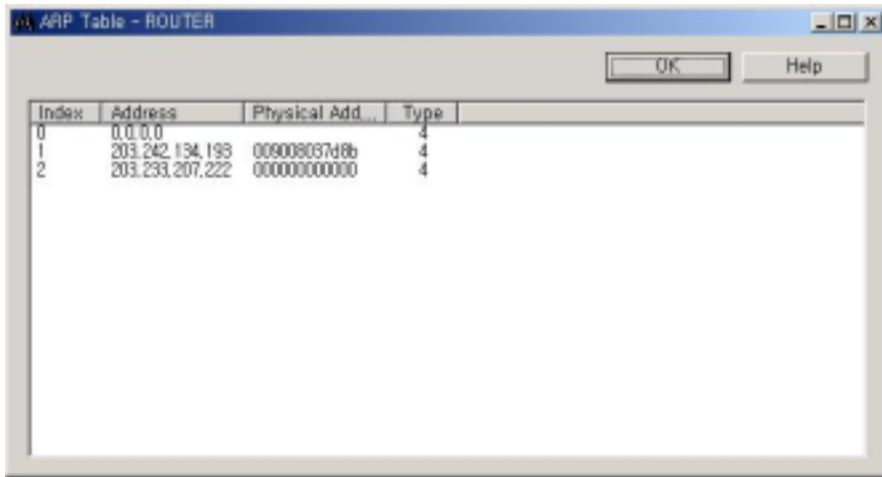 ARP Table - ROUTER
OK Help
Index Address Physical Add... Type
0 0.0.0.0 4
1 203.242.134.193 009008037d8b 4
2 203.233.207.222 000000000000 4